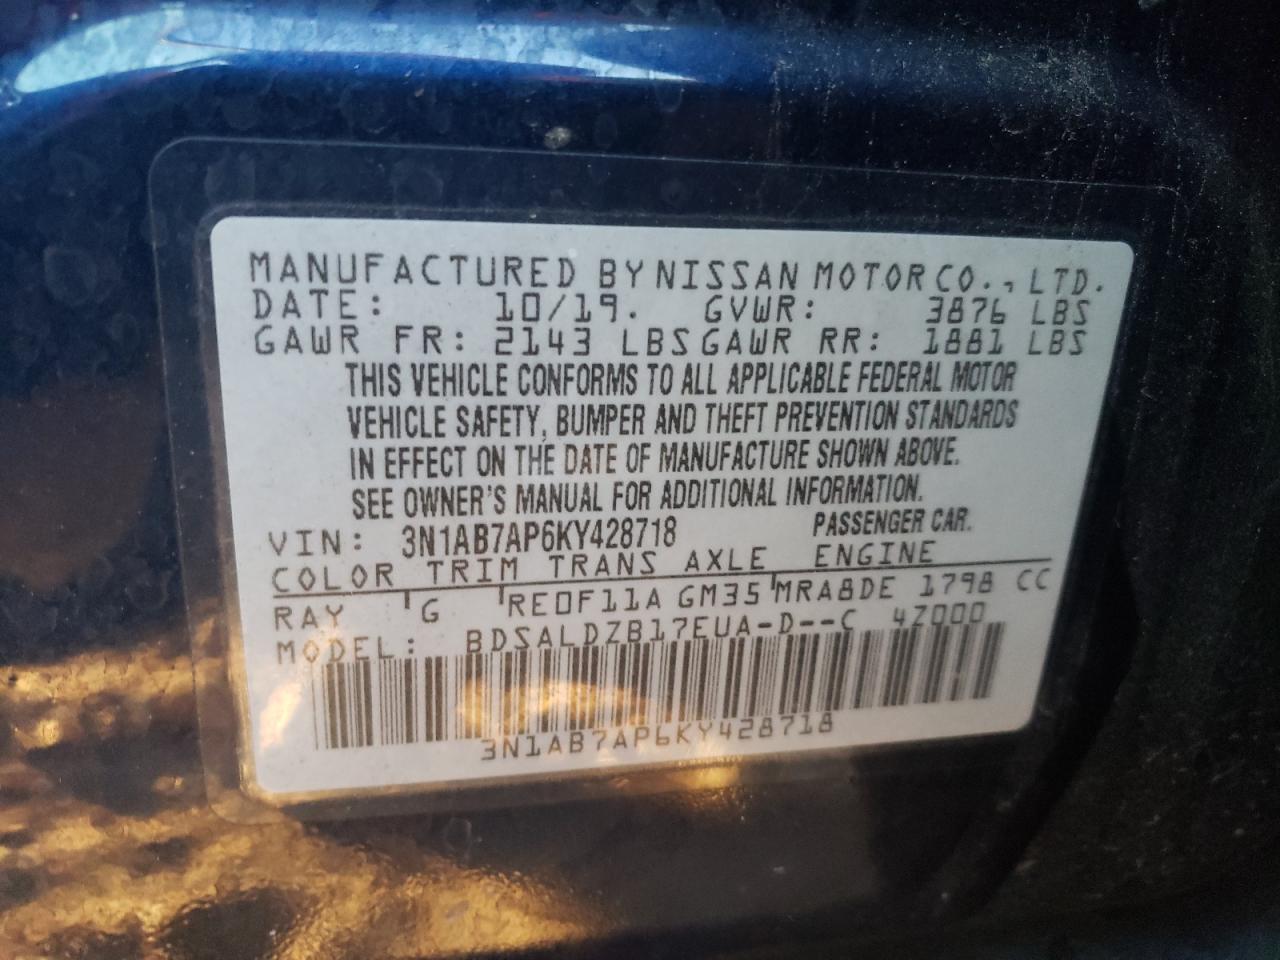 MANUFACTURED BY NISSAN MOTOR CO., LTD.
DATE: 10/19. GVWR: 3876 LBS
GAWR FR: 2143 LBS GAWR RR: 1881 LBS
THIS VEHICLE CONFORMS TO ALL APPLICABLE FEDERAL MOTOR
VEHICLE SAFETY, BUMPER AND THEFT PREVENTION STANDARDS
IN EFFECT ON THE DATE OF MANUFACTURE SHOWN ABOVE.
SEE OWNER'S MANUAL FOR ADDITIONAL INFORMATION.
VIN: 3N1AB7AP6KY428718 PASSENGER CAR.
COLOR TRIM TRANS AXLE ENGINE
RAY G RE0F11A GM35 MRA8DE 1798 CC
MODEL: BDSALDZB17EUA-D--C 4Z000
3N1AB7AP6KY428718